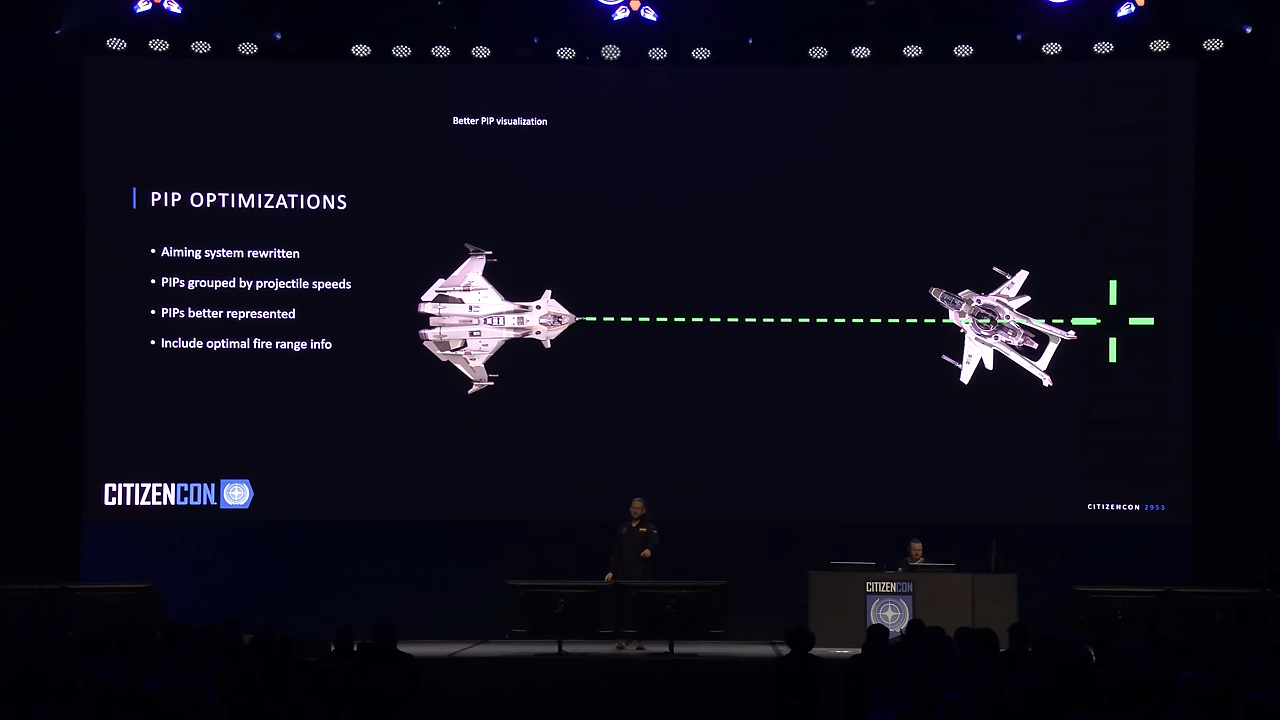 Better PIP visualization
PIP OPTIMIZATIONS
• Aiming system rewritten
• PIPs grouped by projectile speeds
• PIPs better represented
• Include optimal fire range info
CITIZENCON
CITIZENCON 2953
CITIZENCON